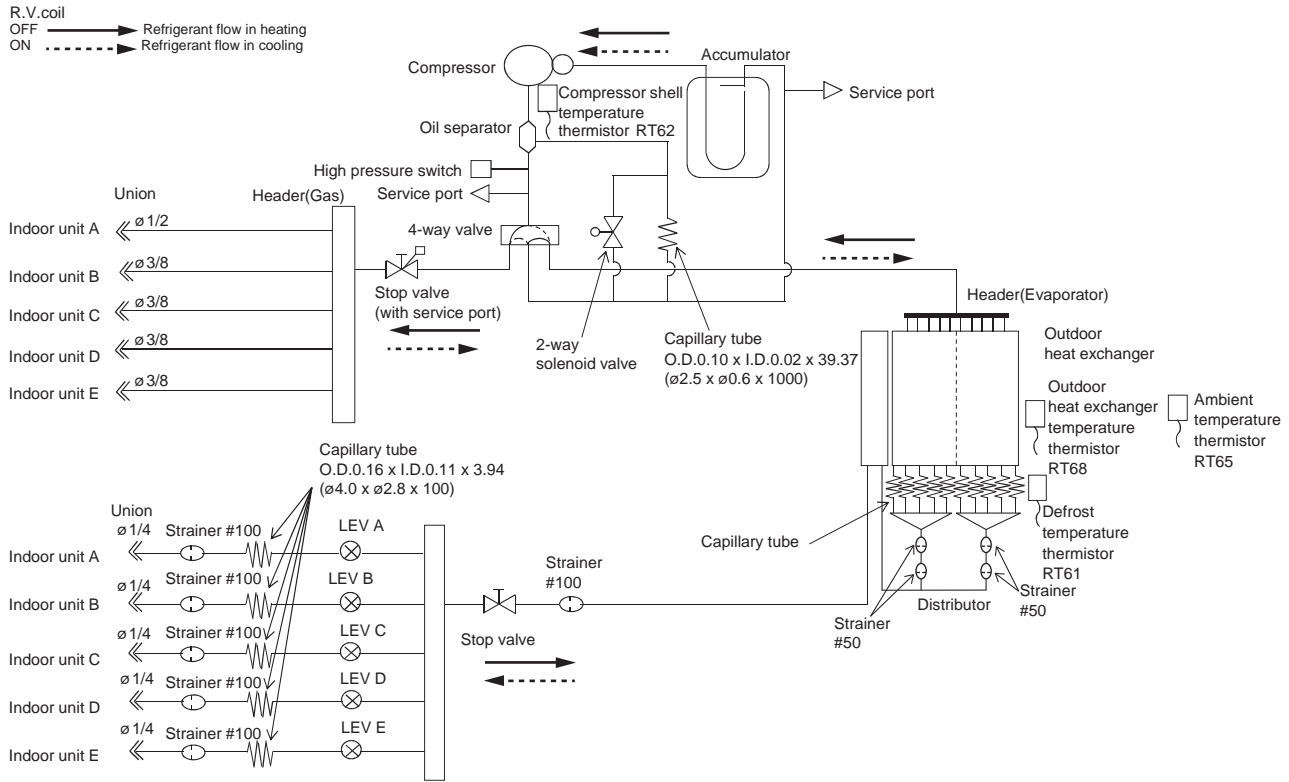 R.V.coil
OFF Refrigerant flow in heating
ON Refrigerant flow in cooling
Compressor
Accumulator
Service port
Compressor shell
temperature
thermistor RT62
Oil separator
High pressure switch
Service port
4-way valve
Union
Header(Gas)
Indoor unit A
ø 1/2
Indoor unit B
ø 3/8
Indoor unit C
ø 3/8
Indoor unit D
ø 3/8
Indoor unit E
ø 3/8
Stop valve
(with service port)
2-way
solenoid valve
Capillary tube
O.D.0.10 x I.D.0.02 x 39.37
(ø2.5 x ø0.6 x 1000)
Header(Evaporator)
Outdoor
heat exchanger
Outdoor
heat exchanger
temperature
thermistor
RT68
Ambient
temperature
thermistor
RT65
Defrost
temperature
thermistor
RT61
Capillary tube
Strainer
#50
Distributor
Strainer
#50
Capillary tube
O.D.0.16 x I.D.0.11 x 3.94
(ø4.0 x ø2.8 x 100)
Union
Indoor unit A
ø 1/4
Strainer #100
LEV A
Indoor unit B
ø 1/4
Strainer #100
LEV B
Indoor unit C
ø 1/4
Strainer #100
LEV C
Indoor unit D
ø 1/4
Strainer #100
LEV D
Indoor unit E
ø 1/4
Strainer #100
LEV E
Stop valve
Strainer
#100